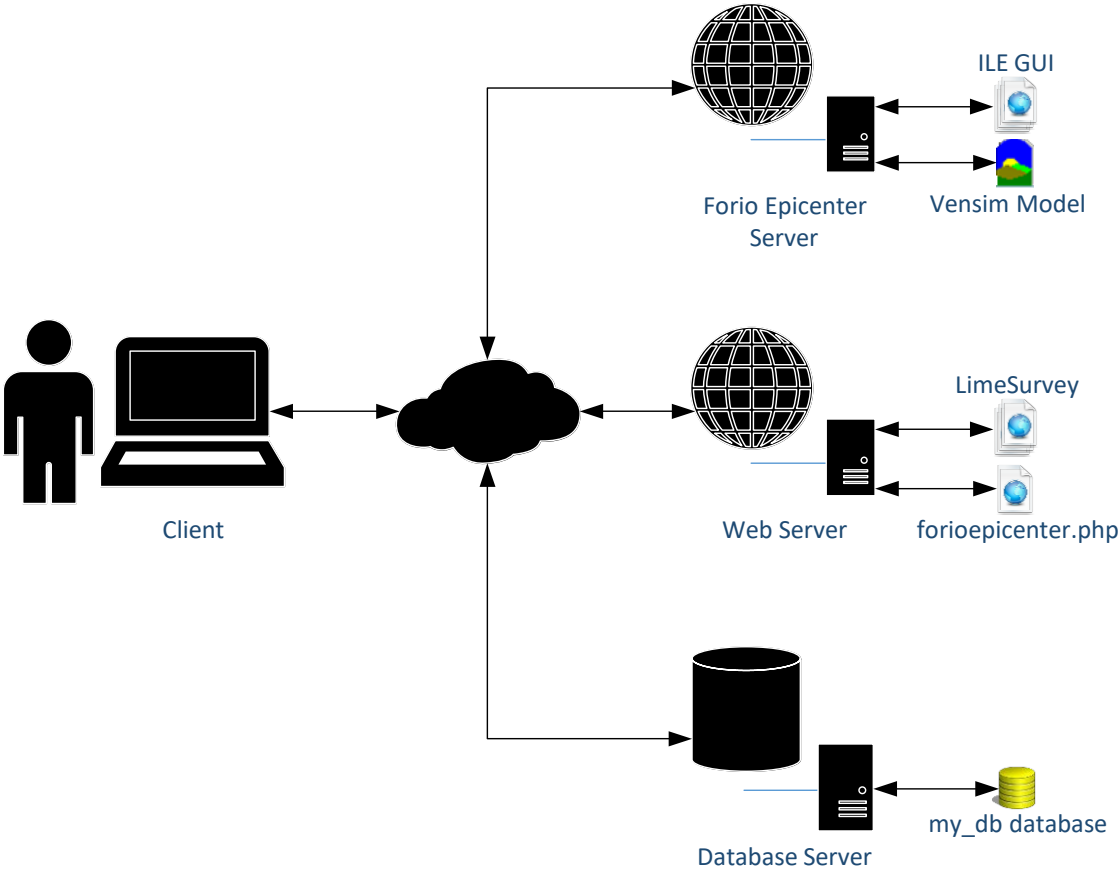 ILE GUI
Forio Epicenter
Server
Vensim Model
LimeSurvey
Client
Web Server
forioepicenter.php
my_db database
Database Server